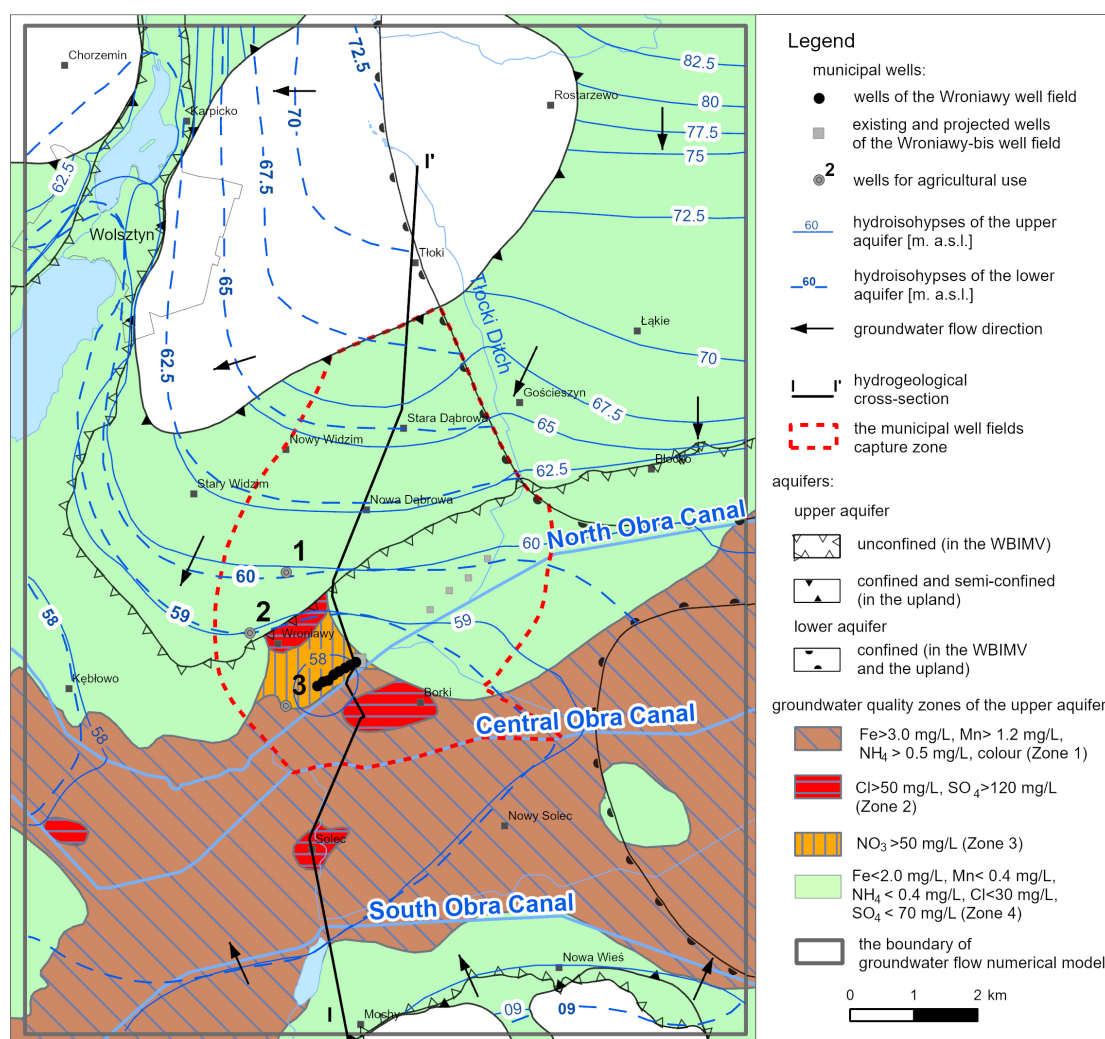 Chorzemin
Karpicko
Rostarzewo
82.5
80
77.5
75
72.5
72.5
70
67.5
65
62.5
62.5
I'
Wolsztyn
Tłoki
Tłocki Ditch
Łąkie
70
67.5
65
62.5
Gościeszyn
Stara Dąbrowa
Nowy Widzim
Stary Widzim
Nowa Dąbrowa
Błocko
North Obra Canal
60
60
59
59
58
58
58
1
2
3
Wroniawy
Kębłowo
Borki
Central Obra Canal
Nowy Solec
Solec
South Obra Canal
Nowa Wieś
60
60
I
Mochy
Legend
municipal wells:
wells of the Wroniawy well field
existing and projected wells
of the Wroniawy-bis well field
2
wells for agricultural use
60
hydroisohypses of the upper
aquifer [m. a.s.l.]
60
hydroisohypses of the lower
aquifer [m. a.s.l.]
groundwater flow direction
I I'
hydrogeological
cross-section
the municipal well fields
capture zone
aquifers:
upper aquifer
unconfined (in the WBIMV)
confined and semi-confined
(in the upland)
lower aquifer
confined (in the WBIMV
and the upland)
groundwater quality zones of the upper aquifer
Fe>3.0 mg/L, Mn> 1.2 mg/L,
NH4 > 0.5 mg/L, colour (Zone 1)
Cl>50 mg/L, SO4>120 mg/L
(Zone 2)
NO3 >50 mg/L (Zone 3)
Fe<2.0 mg/L, Mn< 0.4 mg/L,
NH4 < 0.4 mg/L, Cl<30 mg/L,
SO4 < 70 mg/L (Zone 4)
the boundary of
groundwater flow numerical model
0 1 2 km